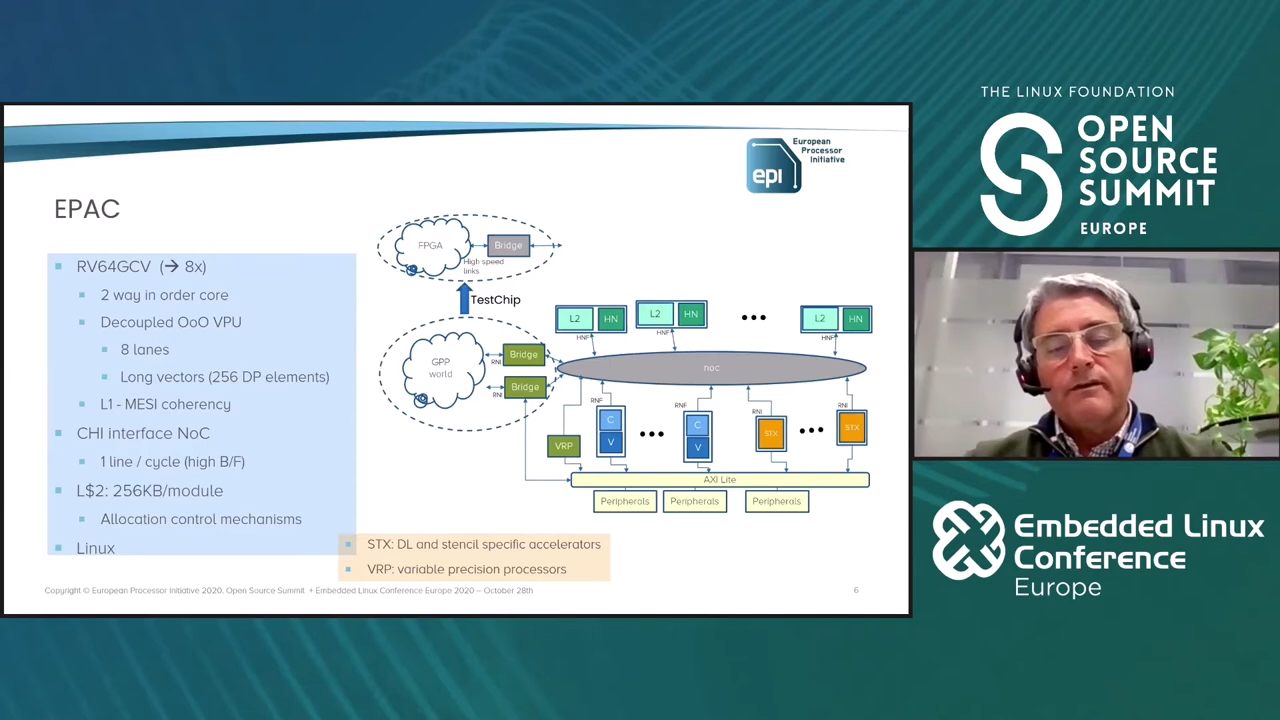 THE LINUX FOUNDATION
OPEN
SOURCE
SUMMIT
EUROPE
European
Processor
Initiative
epi
EPAC
RV64GCV (→ 8x)
2 way in order core
Decoupled OoO VPU
8 lanes
Long vectors (256 DP elements)
L1 - MESI coherency
CHI interface NoC
1 line / cycle (high B/F)
L$2: 256KB/module
Allocation control mechanisms
Linux
FPGA
Bridge
High speed
links
TestChip
GPP
world
RNI
Bridge
RNI
Bridge
L2 HN
HNF
L2 HN
HNF
•••
L2 HN
HNF
noc
VRP
RNF
C
V
•••
RNF
C
V
RNI
STX
•••
RNI
STX
AXI Lite
Peripherals
Peripherals
Peripherals
STX: DL and stencil specific accelerators
VRP: variable precision processors
Copyright © European Processor Initiative 2020. Open Source Summit + Embedded Linux Conference Europe 2020 – October 28th
6
Embedded Linux
Conference
Europe